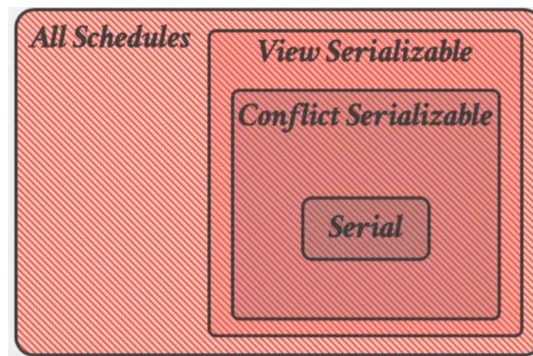 All Schedules
View Serializable
Conflict Serializable
Serial